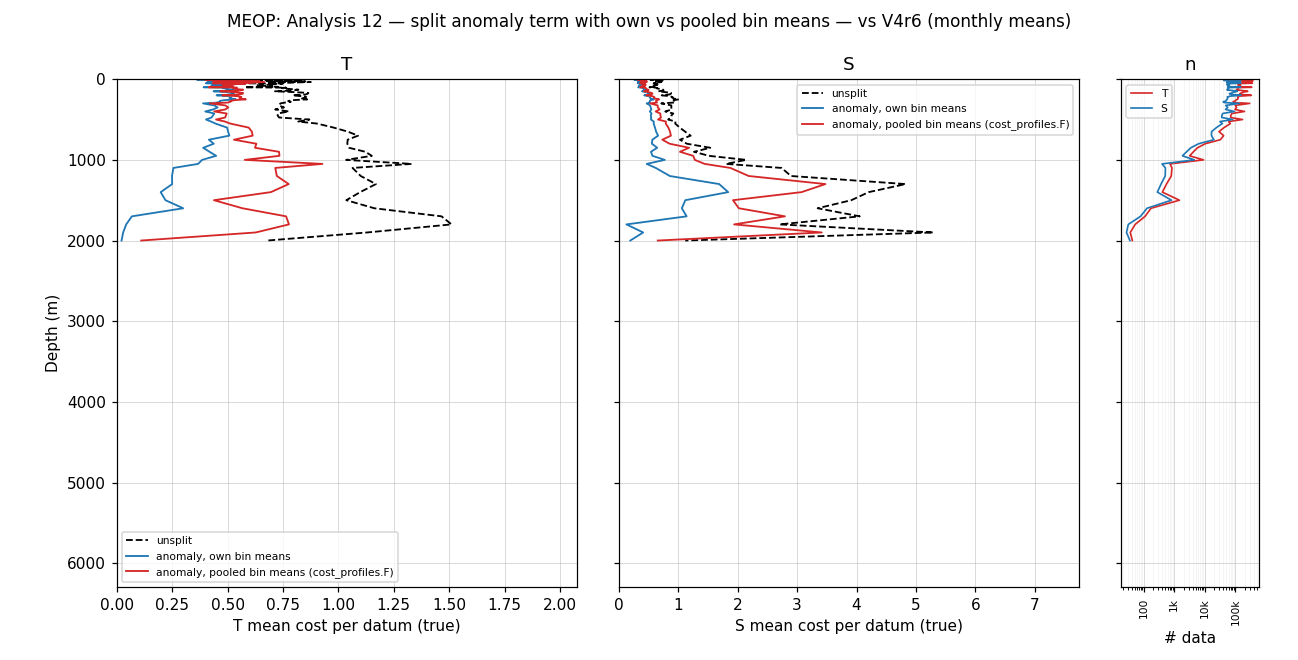 MEOP: Analysis 12 — split anomaly term with own vs pooled bin means — vs V4r6 (monthly means)
T
S
n
0
1000
2000
3000
4000
5000
6000
Depth (m)
unsplit
anomaly, own bin means
anomaly, pooled bin means (cost_profiles.F)
0.00 0.25 0.50 0.75 1.00 1.25 1.50 1.75 2.00
T mean cost per datum (true)
unsplit
anomaly, own bin means
anomaly, pooled bin means (cost_profiles.F)
0 1 2 3 4 5 6 7
S mean cost per datum (true)
T
S
100 1k 10k 100k
# data